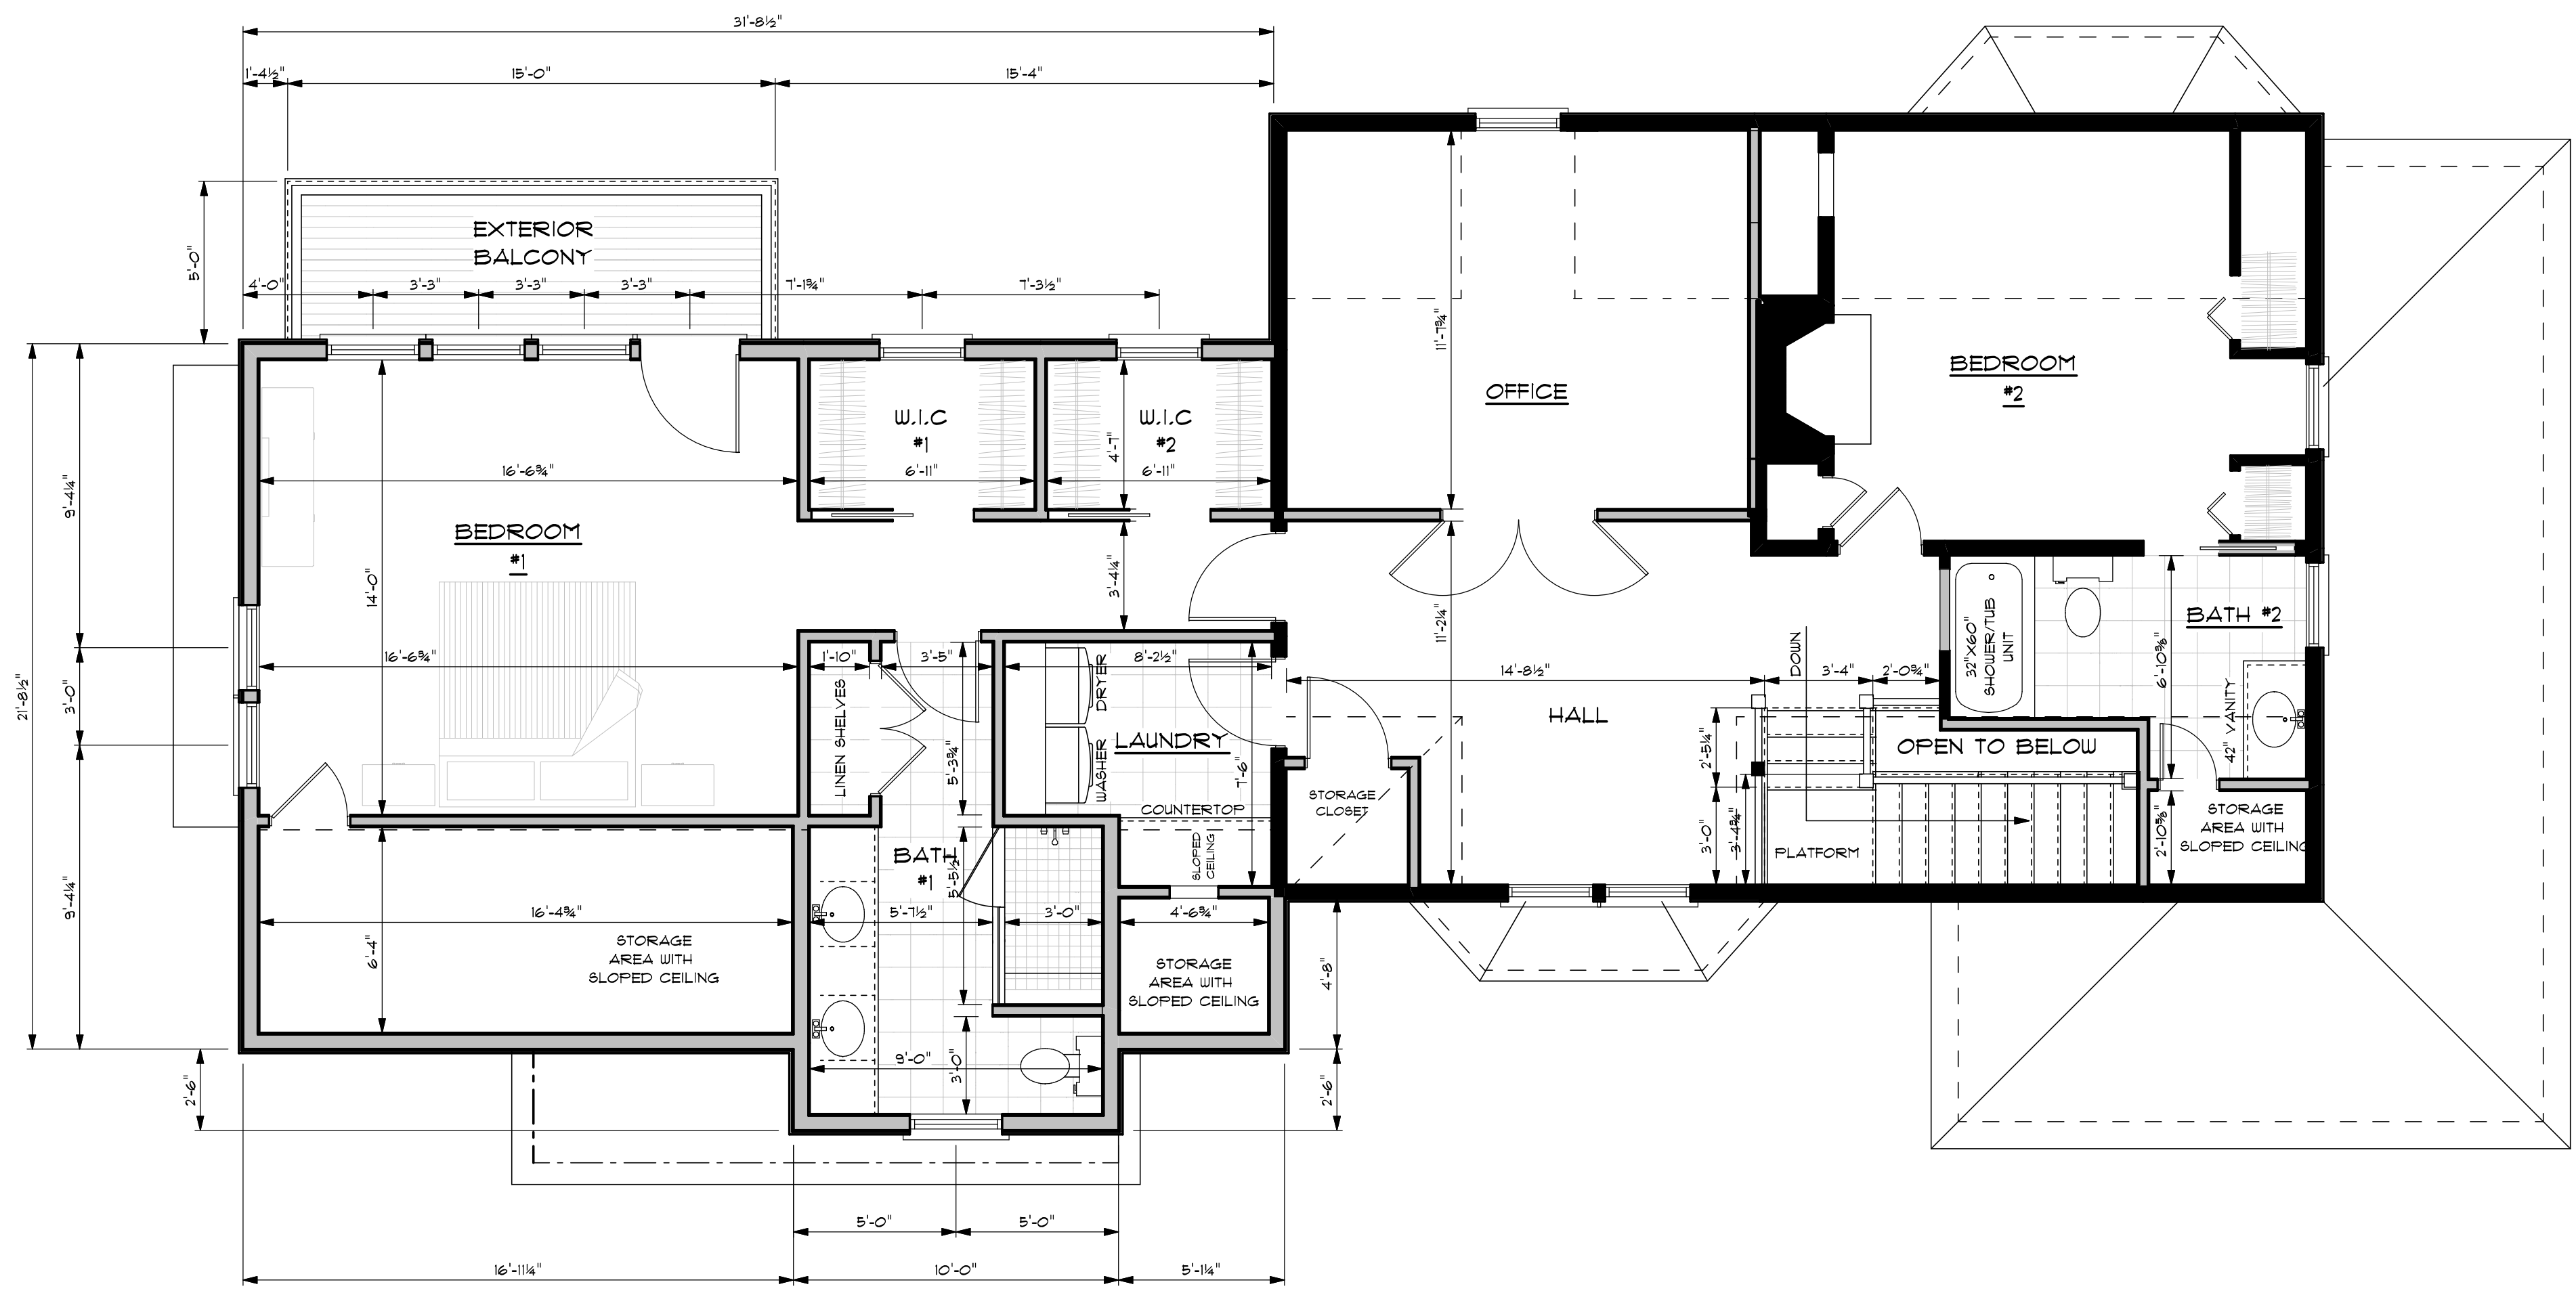 31'-8½"
1'-4½"
15'-0"
15'-4"
EXTERIOR
BALCONY
5'-0"
4'-0"
3'-3"
3'-3"
3'-3"
7'-1¾"
7'-3½"
11'-7¾"
OFFICE
BEDROOM
#2
W.I.C
#1
6'-11"
W.I.C
#2
6'-11"
4'-7"
16'-6¾"
BEDROOM
#1
14'-0"
9'-4¼"
21'-8½"
3'-0"
9'-4¼"
3'-4¼"
11'-2¼"
16'-6¾"
1'-10"
3'-5"
8'-2½"
LINEN SHELVES
5'-3¾"
DRYER
WASHER
LAUNDRY
7'-6"
COUNTERTOP
SLOPED
CEILING
14'-8½"
HALL
DOWN
3'-4"
2'-0¾"
32"X60"
SHOWER/TUB
UNIT
BATH #2
6'-10⅝"
42" VANITY
OPEN TO BELOW
2'-5¼"
3'-0"
3'-4¾"
PLATFORM
STORAGE
CLOSET
2'-10⅝"
STORAGE
AREA WITH
SLOPED CEILING
BATH
#1
5'-5½"
5'-7½"
3'-0"
4'-6¾"
16'-4¾"
6'-4"
STORAGE
AREA WITH
SLOPED CEILING
STORAGE
AREA WITH
SLOPED CEILING
4'-8"
9'-0"
3'-0"
2'-6"
2'-6"
5'-0"
5'-0"
16'-11¼"
10'-0"
5'-1¼"